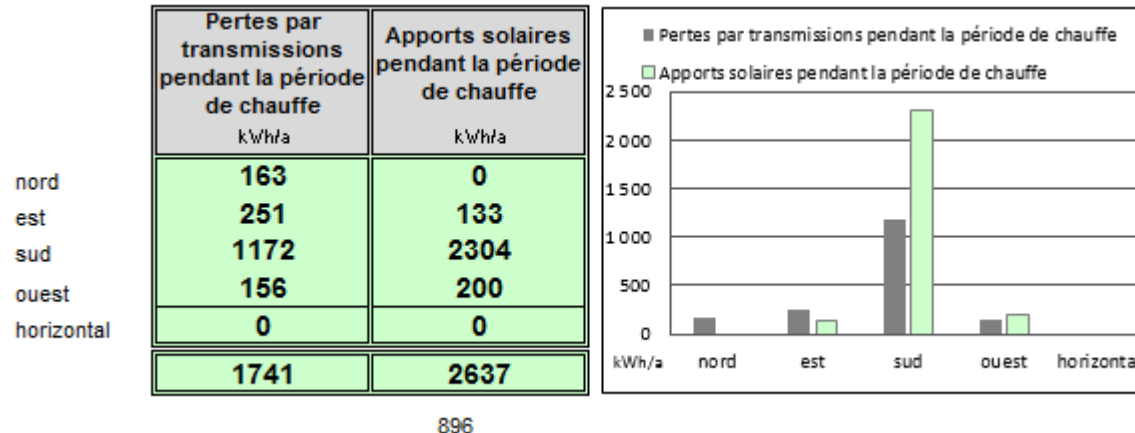 Pertes par
transmissions
pendant la période
de chauffe
kWh/a
Apports solaires
pendant la période
de chauffe
kWh/a
nord 163 0
est 251 133
sud 1172 2304
ouest 156 200
horizontal 0 0
1741 2637
896
Pertes par transmissions pendant la période de chauffe
Apports solaires pendant la période de chauffe
2 500
2 000
1 500
1 000
500
0
kWh/a nord est sud ouest horizonta